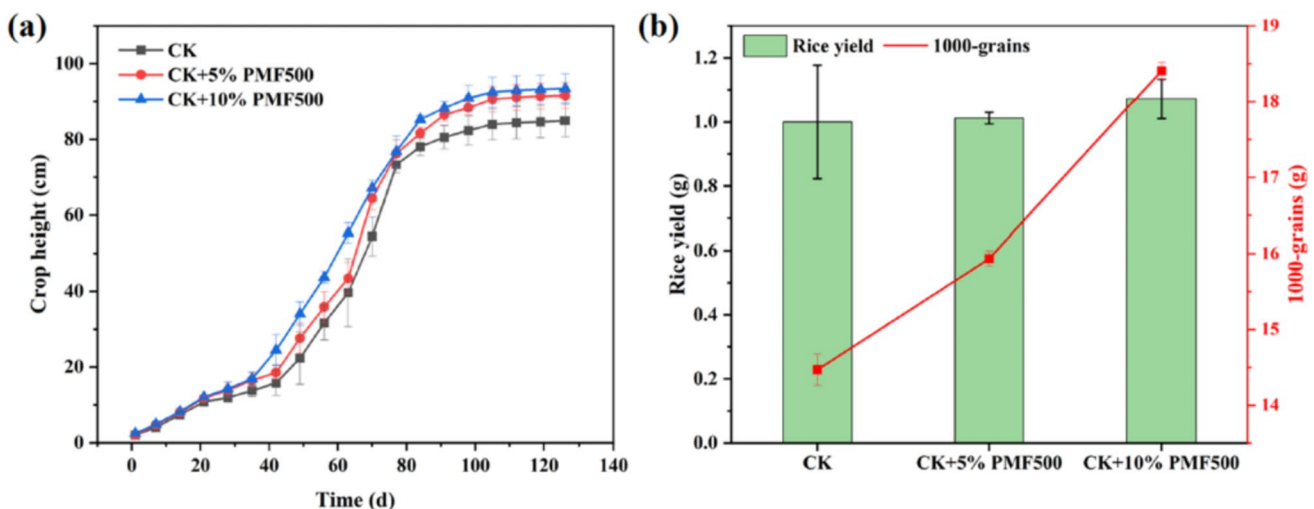 (a)
CK
CK+5% PMF500
CK+10% PMF500
Crop height (cm)
100
80
60
40
20
0
0 20 40 60 80 100 120 140
Time (d)
(b)
Rice yield 1000-grains
Rice yield (g)
1.2
1.0
0.8
0.6
0.4
0.2
0.0
CK CK+5% PMF500 CK+10% PMF500
19
18
17
16
15
14
1000-grains (g)